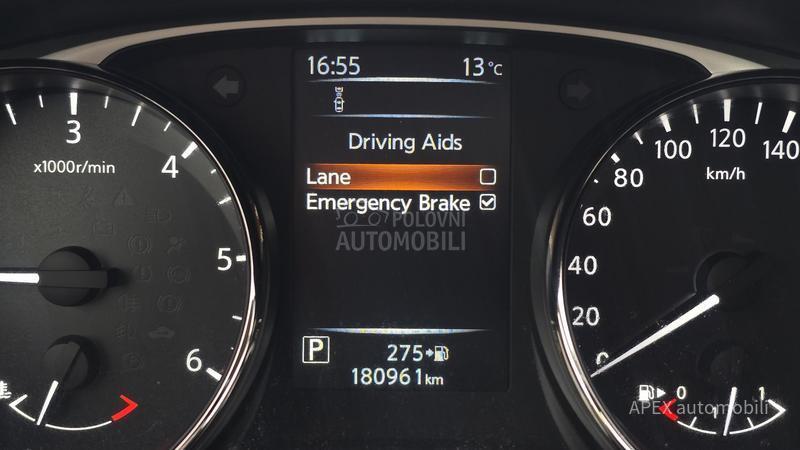 16:55
13°C
Driving Aids
Lane
Emergency Brake
POLOVNI
AUTOMOBILI
P
275
180961 km
3
x1000r/min
4
5
6
0
20
40
60
80
100
120
140
km/h
0
1
APEX automobili